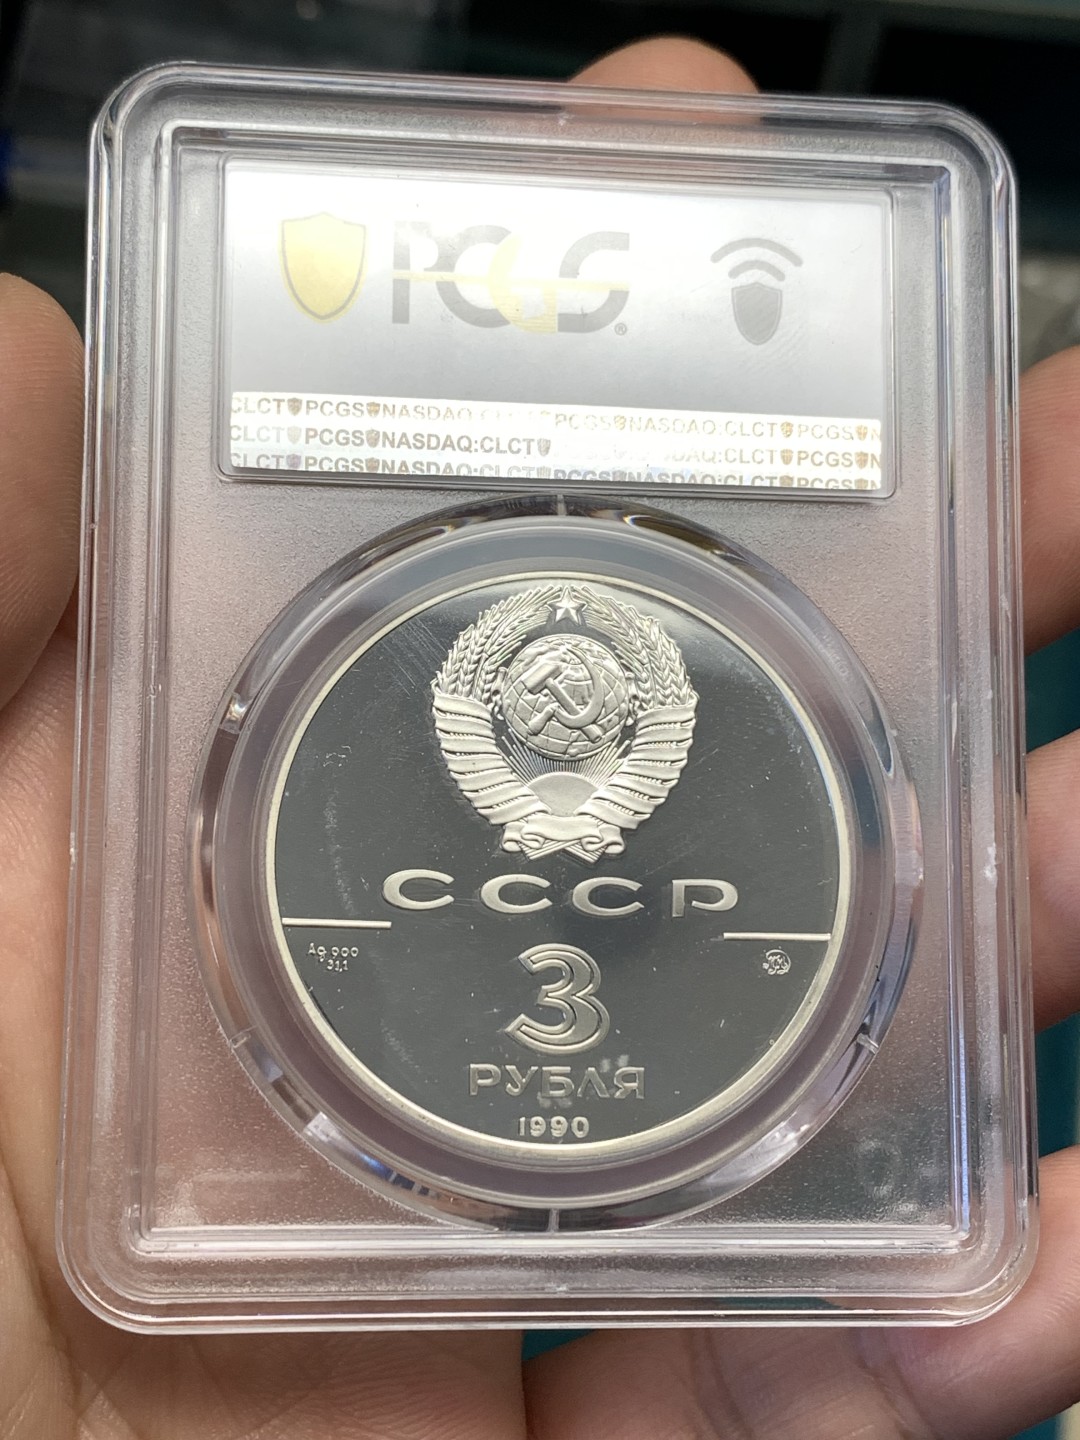 PCGS®
CLCT PCGS NASDAQ:CLCT PCGS NASDAQ:CLCT PCGS N
CLCT PCGS NASDAQ:CLCT DAQ:CLCT PCGS N
CLCT PCGS NASDAQ:CLCT PCGS NASDAQ:CLCT PCGS N
СССР
Ag 900
31,1
3
РУБЛЯ
1990